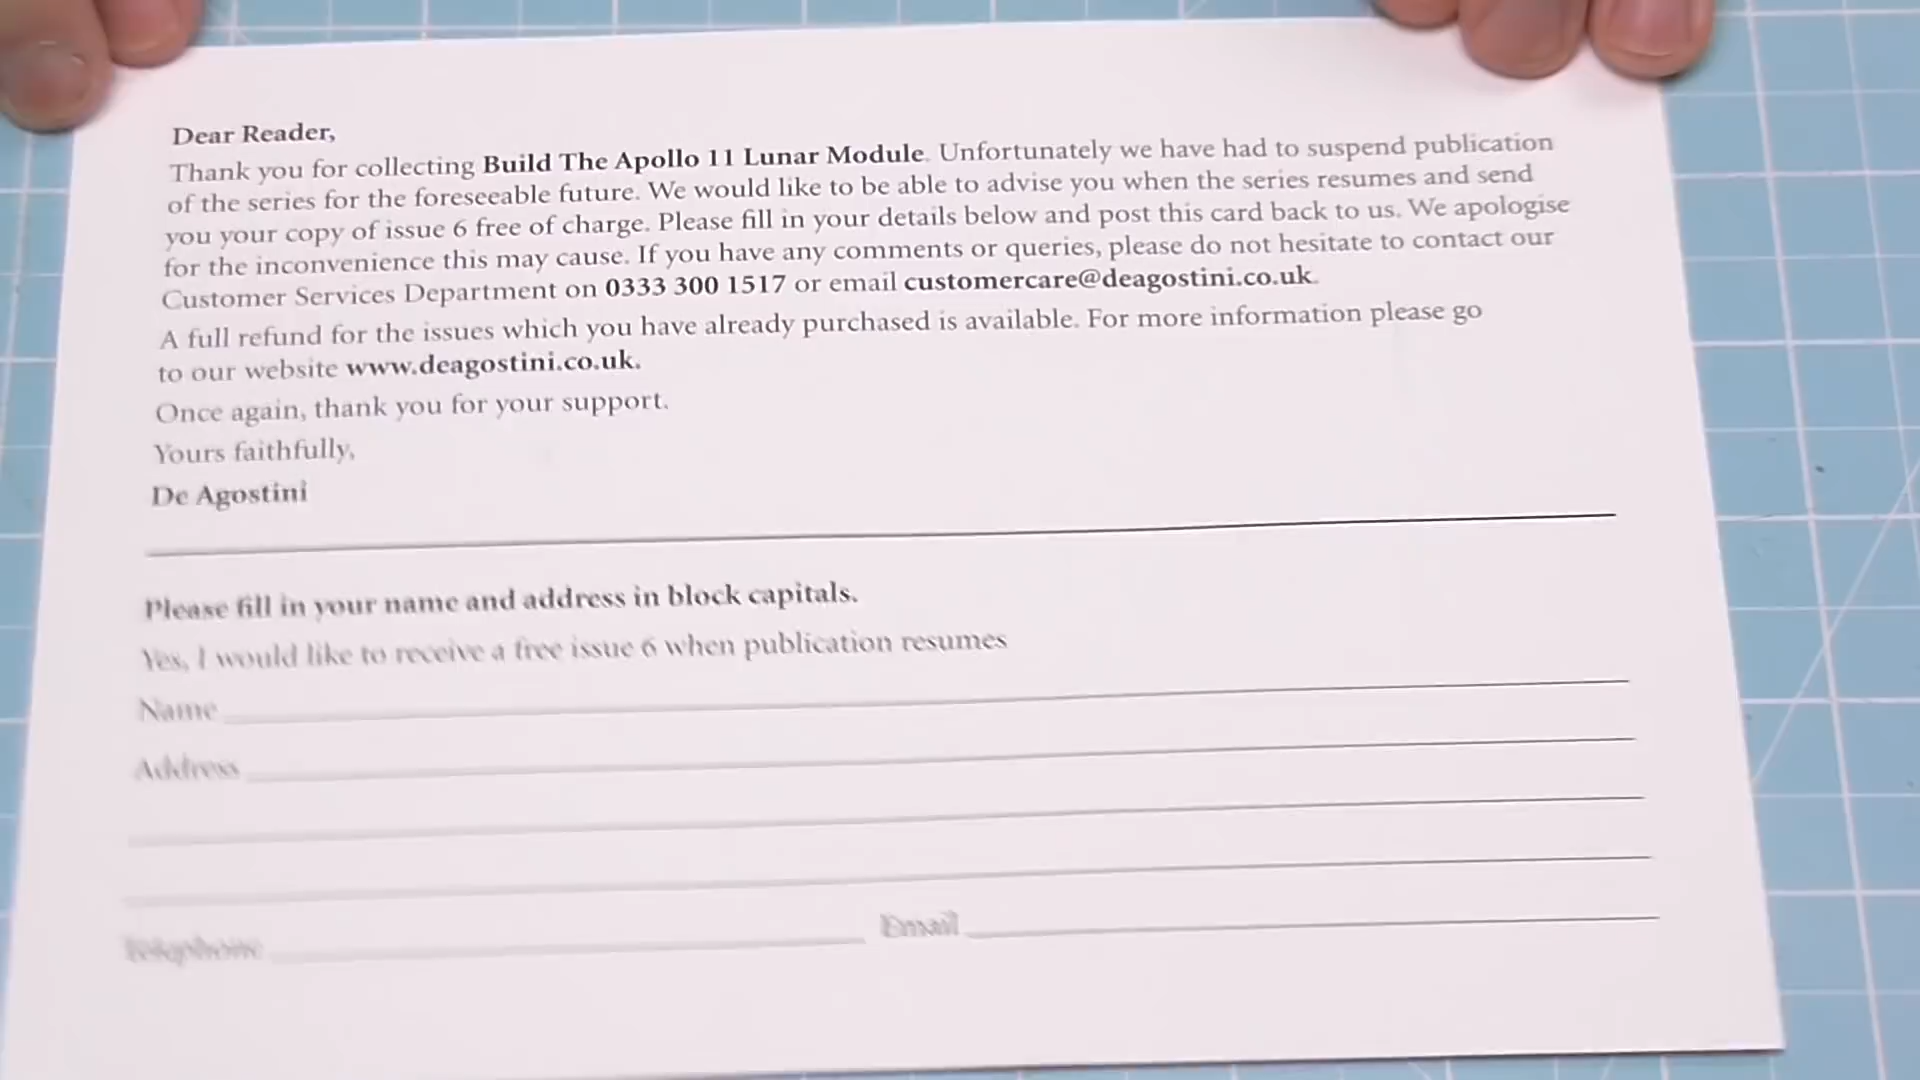 Dear Reader,
Thank you for collecting Build The Apollo 11 Lunar Module. Unfortunately we have had to suspend publication
of the series for the foreseeable future. We would like to be able to advise you when the series resumes and send
you your copy of issue 6 free of charge. Please fill in your details below and post this card back to us. We apologise
for the inconvenience this may cause. If you have any comments or queries, please do not hesitate to contact our
Customer Services Department on 0333 300 1517 or email customercare@deagostini.co.uk.
A full refund for the issues which you have already purchased is available. For more information please go
to our website www.deagostini.co.uk.
Once again, thank you for your support.
Yours faithfully,
De Agostini
Please fill in your name and address in block capitals.
Yes, I would like to receive a free issue 6 when publication resumes
Name
Address
Telephone Email